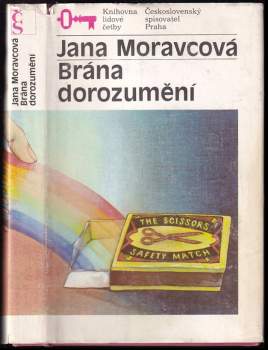 Knihovna
lidové
četby
Československý
spisovatel
Praha
Jana Moravcová
Brána
dorozumění
Jana Moravcová
Brána
dorozumění
THE SCISSORS
SAFETY MATCH